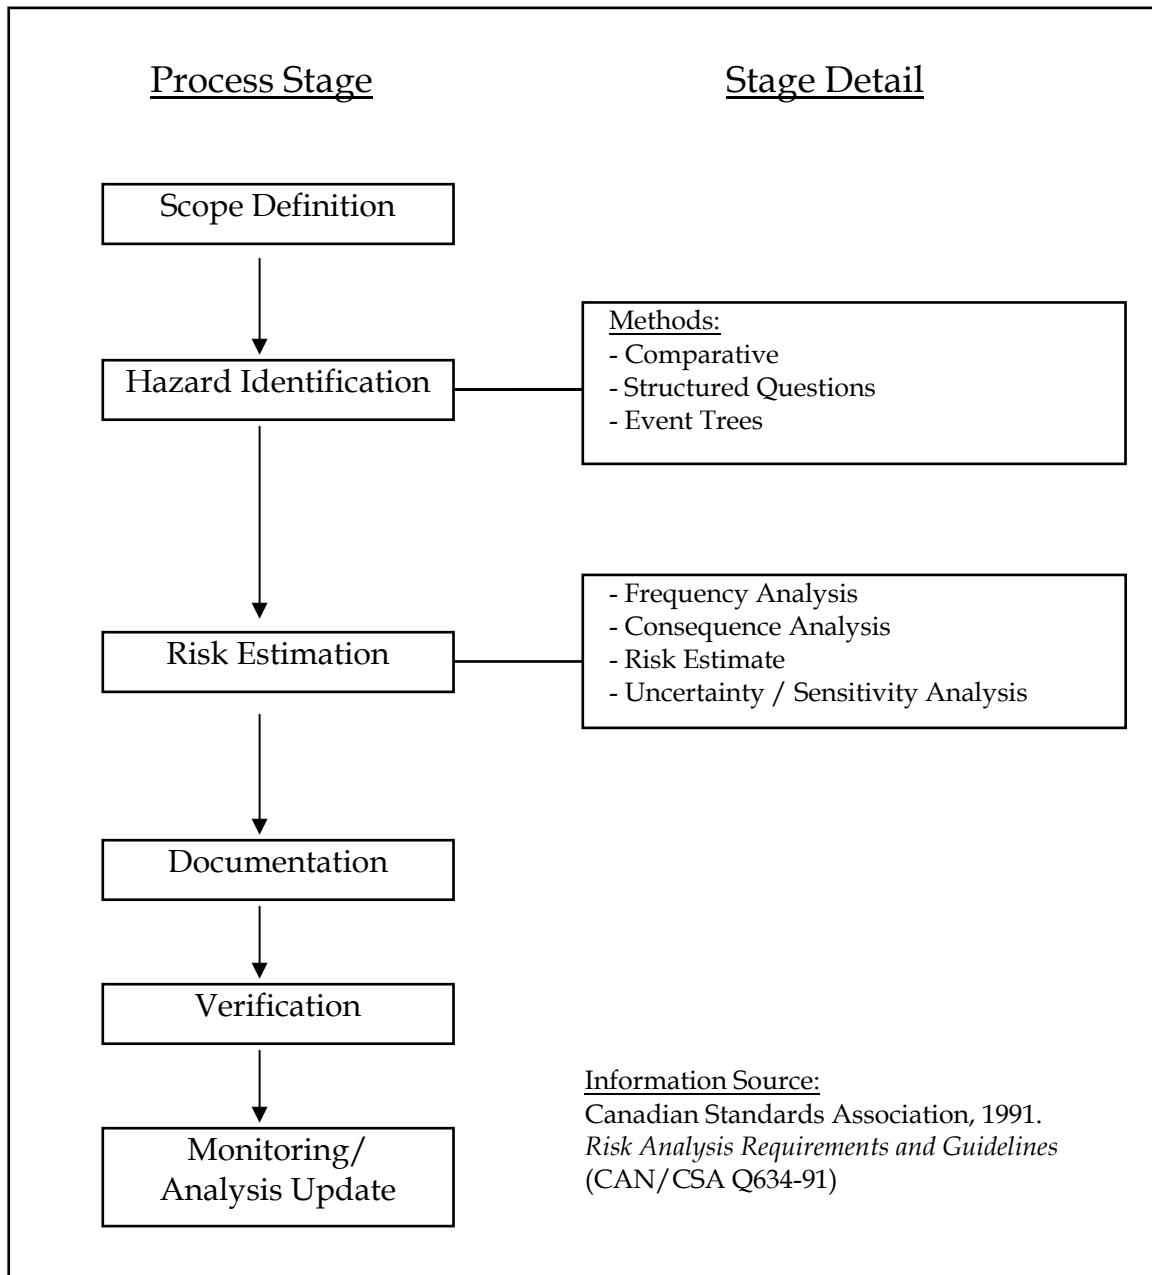 Process Stage
Stage Detail
Scope Definition
Hazard Identification
Methods:
- Comparative
- Structured Questions
- Event Trees
Risk Estimation
- Frequency Analysis
- Consequence Analysis
- Risk Estimate
- Uncertainty / Sensitivity Analysis
Documentation
Verification
Monitoring/
Analysis Update
Information Source:
Canadian Standards Association, 1991.
Risk Analysis Requirements and Guidelines
(CAN/CSA Q634-91)